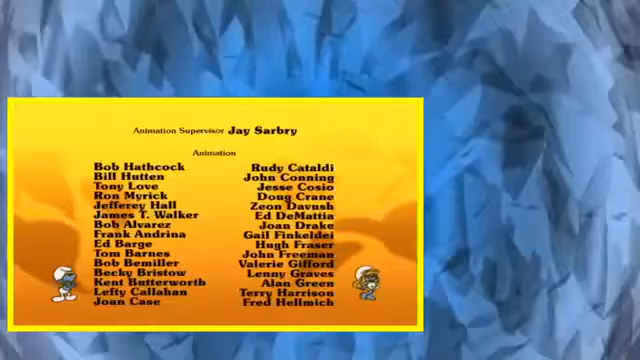 Animation Supervisor Jay Sarbry
Animation
Bob Hathcock Rudy Cataldi
Bill Hutten John Conning
Tony Love Jesse Cosio
Ron Myrick Doug Crane
Jefferey Hall Zeon Davush
James T. Walker Ed DeMattia
Bob Alvarez Joan Drake
Frank Andrina Gail Finkeldei
Ed Barge Hugh Fraser
Tom Barnes John Freeman
Bob Bemiller Valerie Gifford
Becky Bristow Lenny Graves
Kent Butterworth Alan Green
Lefty Callahan Terry Harrison
Joan Case Fred Hellmich